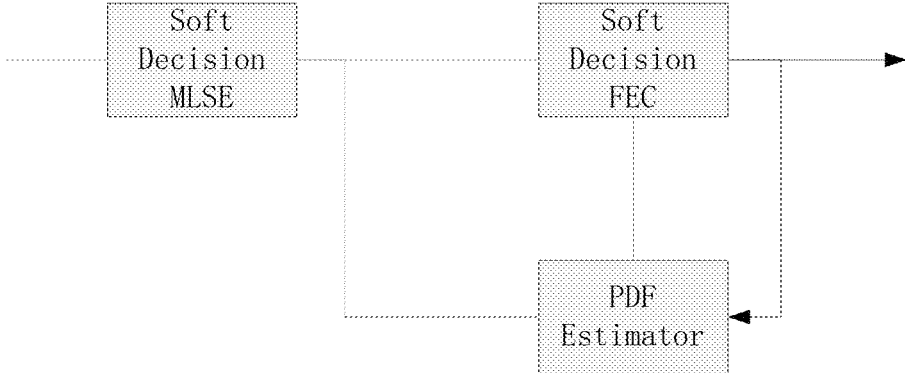 Soft
Decision
MLSE
Soft
Decision
FEC
PDF
Estimator